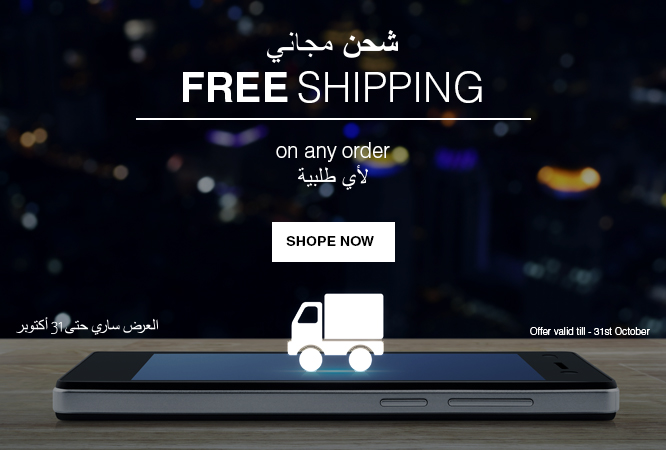 شحن مجاني
FREE SHIPPING
on any order
لأي طلبية
SHOPE NOW
العرض ساري حتى 31 أكتوبر
Offer valid till - 31st October